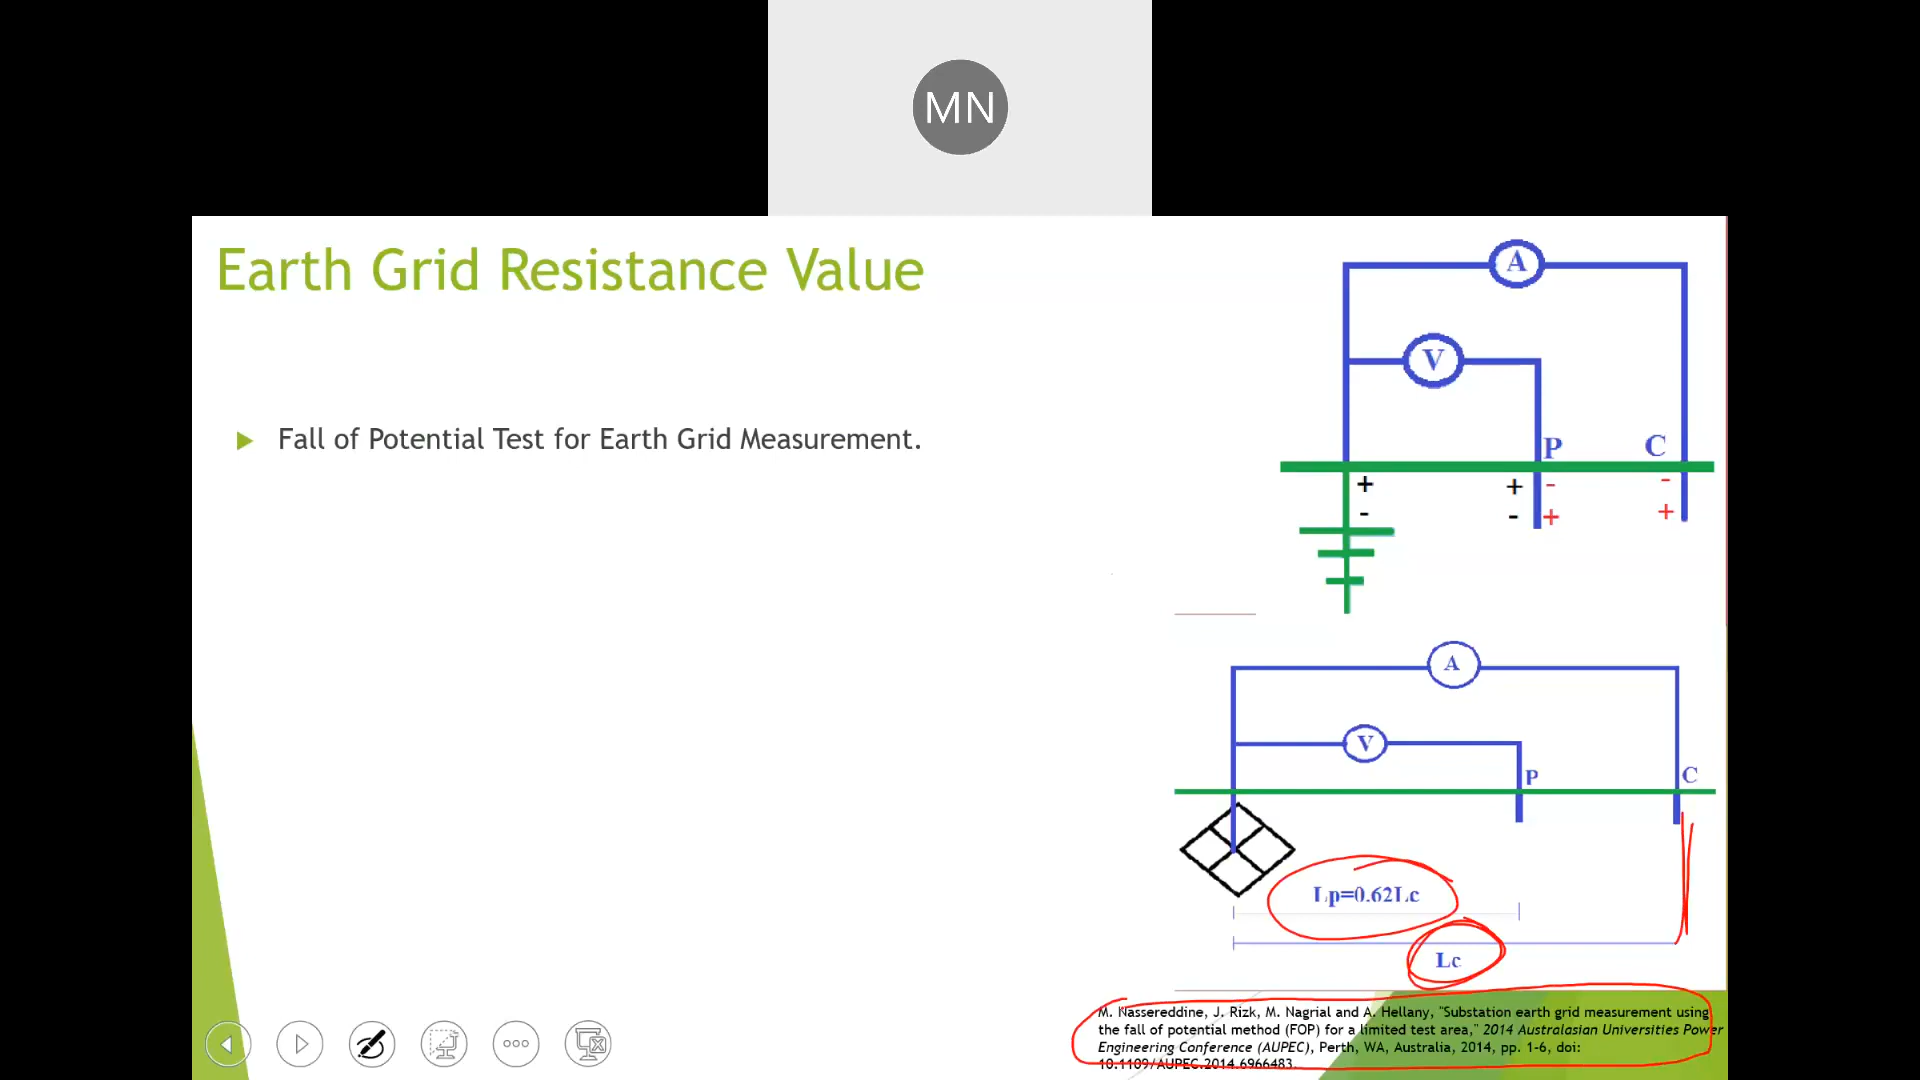 MN
Earth Grid Resistance Value
A
V
P
C
+
+ -
-
-
- +
+
Fall of Potential Test for Earth Grid Measurement.
A
V
P
C
Lp=0.62Lc
Lc
M. Nassereddine, J. Rizk, M. Nagrial and A. Hellany, "Substation earth grid measurement using
the fall of potential method (FOP) for a limited test area," 2014 Australasian Universities Power
Engineering Conference (AUPEC), Perth, WA, Australia, 2014, pp. 1-6, doi:
10.1109/AUPEC.2014.6966483.